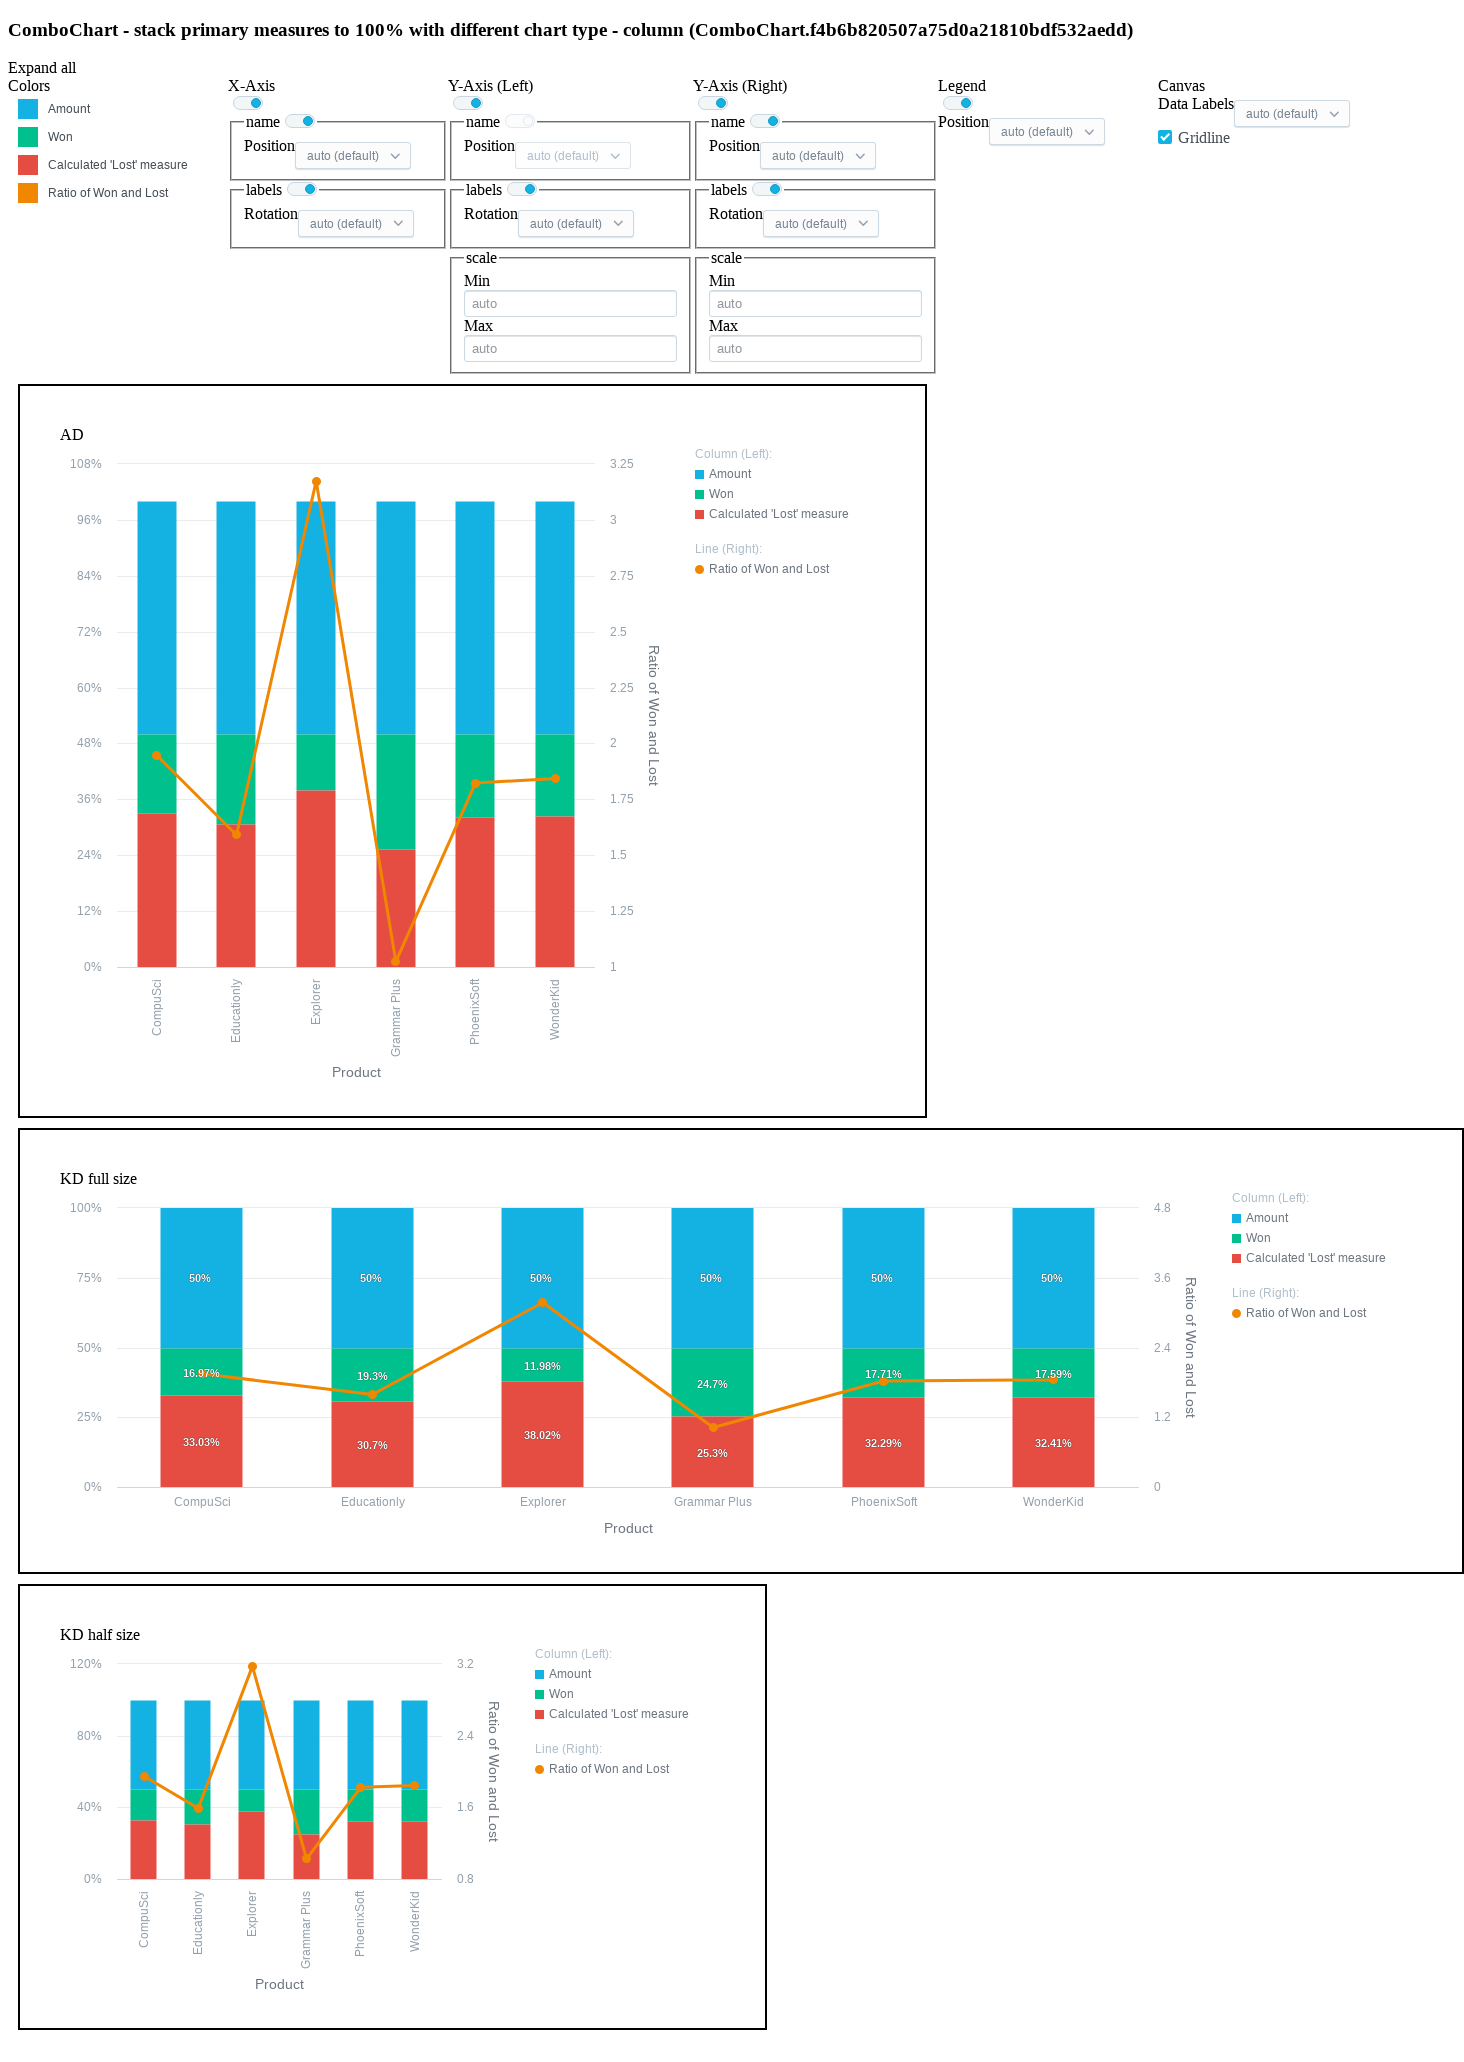 ComboChart - stack primary measures to 100% with different chart type - column (ComboChart.f4b6b820507a75d0a21810bdf532aedd)
Expand all
Colors
Amount
Won
Calculated 'Lost' measure
Ratio of Won and Lost
X-Axis
name
Position auto (default)
labels
Rotation auto (default)
Y-Axis (Left)
name
Position auto (default)
labels
Rotation auto (default)
scale
Min
auto
Max
auto
Y-Axis (Right)
name
Position auto (default)
labels
Rotation auto (default)
scale
Min
auto
Max
auto
Legend
Position auto (default)
Canvas
Data Labels auto (default)
Gridline
AD
108%
96%
84%
72%
60%
48%
36%
24%
12%
0%
3.25
3
2.75
2.5
2.25
2
1.75
1.5
1.25
1
Ratio of Won and Lost
CompuSci
Educationly
Explorer
Grammar Plus
PhoenixSoft
WonderKid
Product
Column (Left):
Amount
Won
Calculated 'Lost' measure
Line (Right):
Ratio of Won and Lost
KD full size
100%
75%
50%
25%
0%
50% 50% 50% 50% 50% 50%
16.97% 19.3% 11.98% 24.7% 17.71% 17.59%
33.03% 30.7% 38.02% 25.3% 32.29% 32.41%
4.8
3.6
2.4
1.2
0
Ratio of Won and Lost
CompuSci Educationly Explorer Grammar Plus PhoenixSoft WonderKid
Product
Column (Left):
Amount
Won
Calculated 'Lost' measure
Line (Right):
Ratio of Won and Lost
KD half size
120%
80%
40%
0%
3.2
2.4
1.6
0.8
Ratio of Won and Lost
CompuSci
Educationly
Explorer
Grammar Plus
PhoenixSoft
WonderKid
Product
Column (Left):
Amount
Won
Calculated 'Lost' measure
Line (Right):
Ratio of Won and Lost